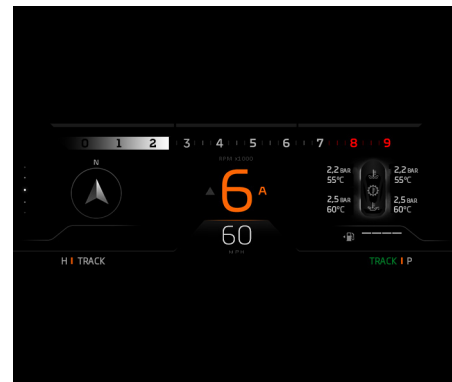 0 1 2 3 4 5 6 7 8 9
RPM X1000
N
6 A
2,2 BAR 2,2 BAR
55°C 55°C
2,5 BAR 2,5 BAR
60°C 60°C
60
MPH
H I TRACK TRACK I P